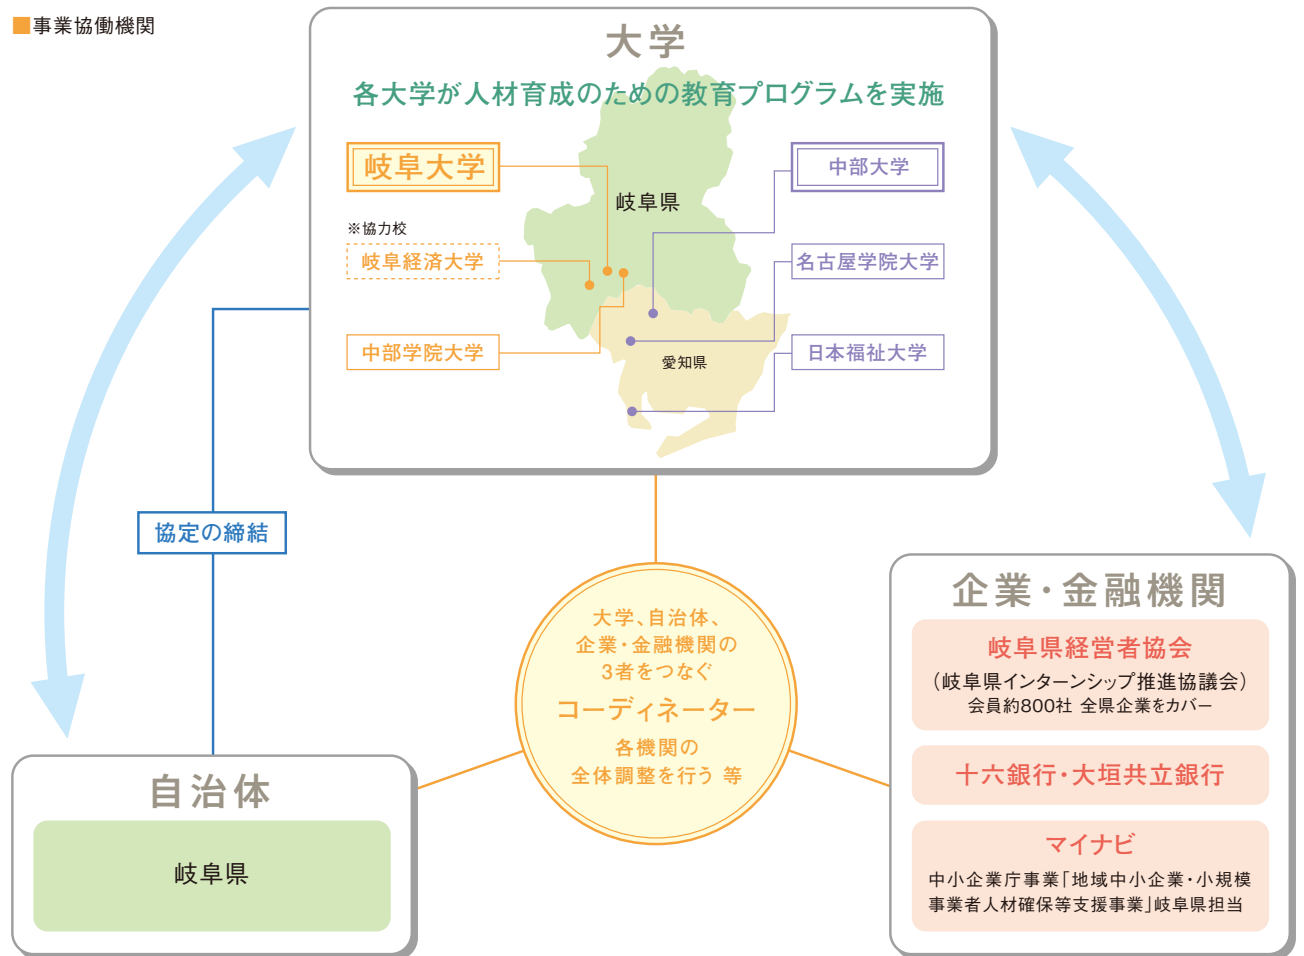 ■事業協働機関
大学
各大学が人材育成のための教育プログラムを実施
岐阜大学
中部大学
岐阜県
※協力校
岐阜経済大学
名古屋学院大学
中部学院大学
愛知県
日本福祉大学
協定の締結
大学、自治体、
企業・金融機関の
3者をつなぐ
コーディネーター
各機関の
全体調整を行う 等
自治体
岐阜県
企業・金融機関
岐阜県経営者協会
（岐阜県インターンシップ推進協議会）
会員約800社 全県企業をカバー
十六銀行・大垣共立銀行
マイナビ
中小企業庁事業「地域中小企業・小規模
事業者人材確保等支援事業」岐阜県担当